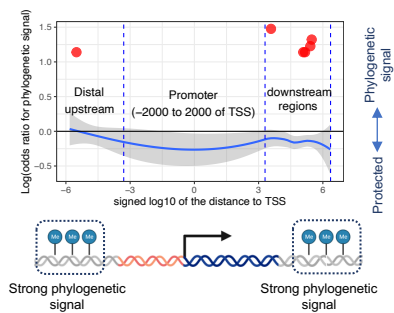 Log(odds ratio for phylogenetic signal)
1.5
1.0
0.5
0.0
−0.5
Distal
upstream
Promoter
(−2000 to 2000 of TSS)
downstream
regions
−6
−3
0
3
6
signed log10 of the distance to TSS
Phylogenetic
signal
Protected
Me Me Me
Me Me Me
Strong phylogenetic
signal
Strong phylogenetic
signal